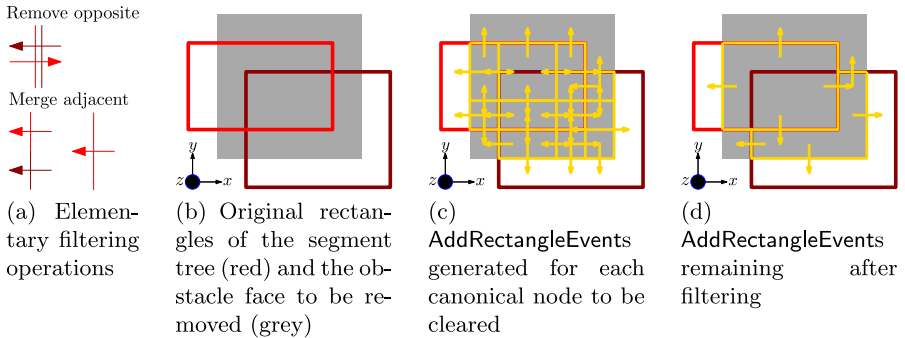 Remove opposite
Merge adjacent
y
z
x
y
z
x
y
z
x
(a) Elemen-
tary filtering
operations
(b) Original rectan-
gles of the segment
tree (red) and the ob-
stacle face to be re-
moved (grey)
(c)
AddRectangleEvents
generated for each
canonical node to be
cleared
(d)
AddRectangleEvents
remaining after
filtering